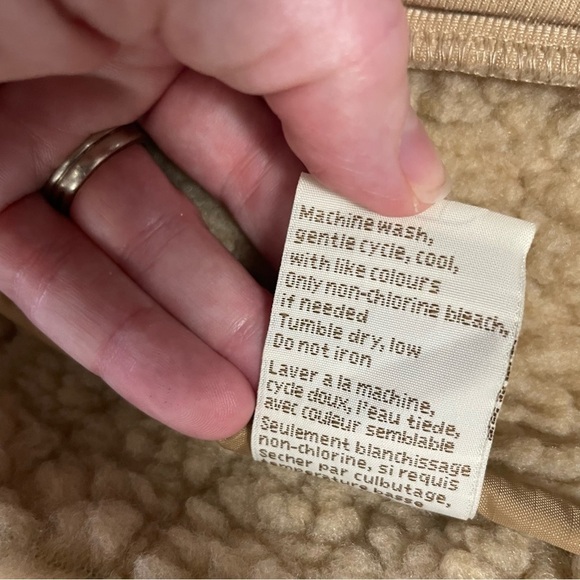 Machine wash,
gentle cycle, cool,
with like colours
Only non-chlorine bleach,
if needed
Tumble dry, low
Do not iron
Laver a la machine,
cycle doux, l'eau tiede,
avec couleur semblable
Seulement blanchissage
non-chlorine, si requis
Secher par culbutage,
temperature basse